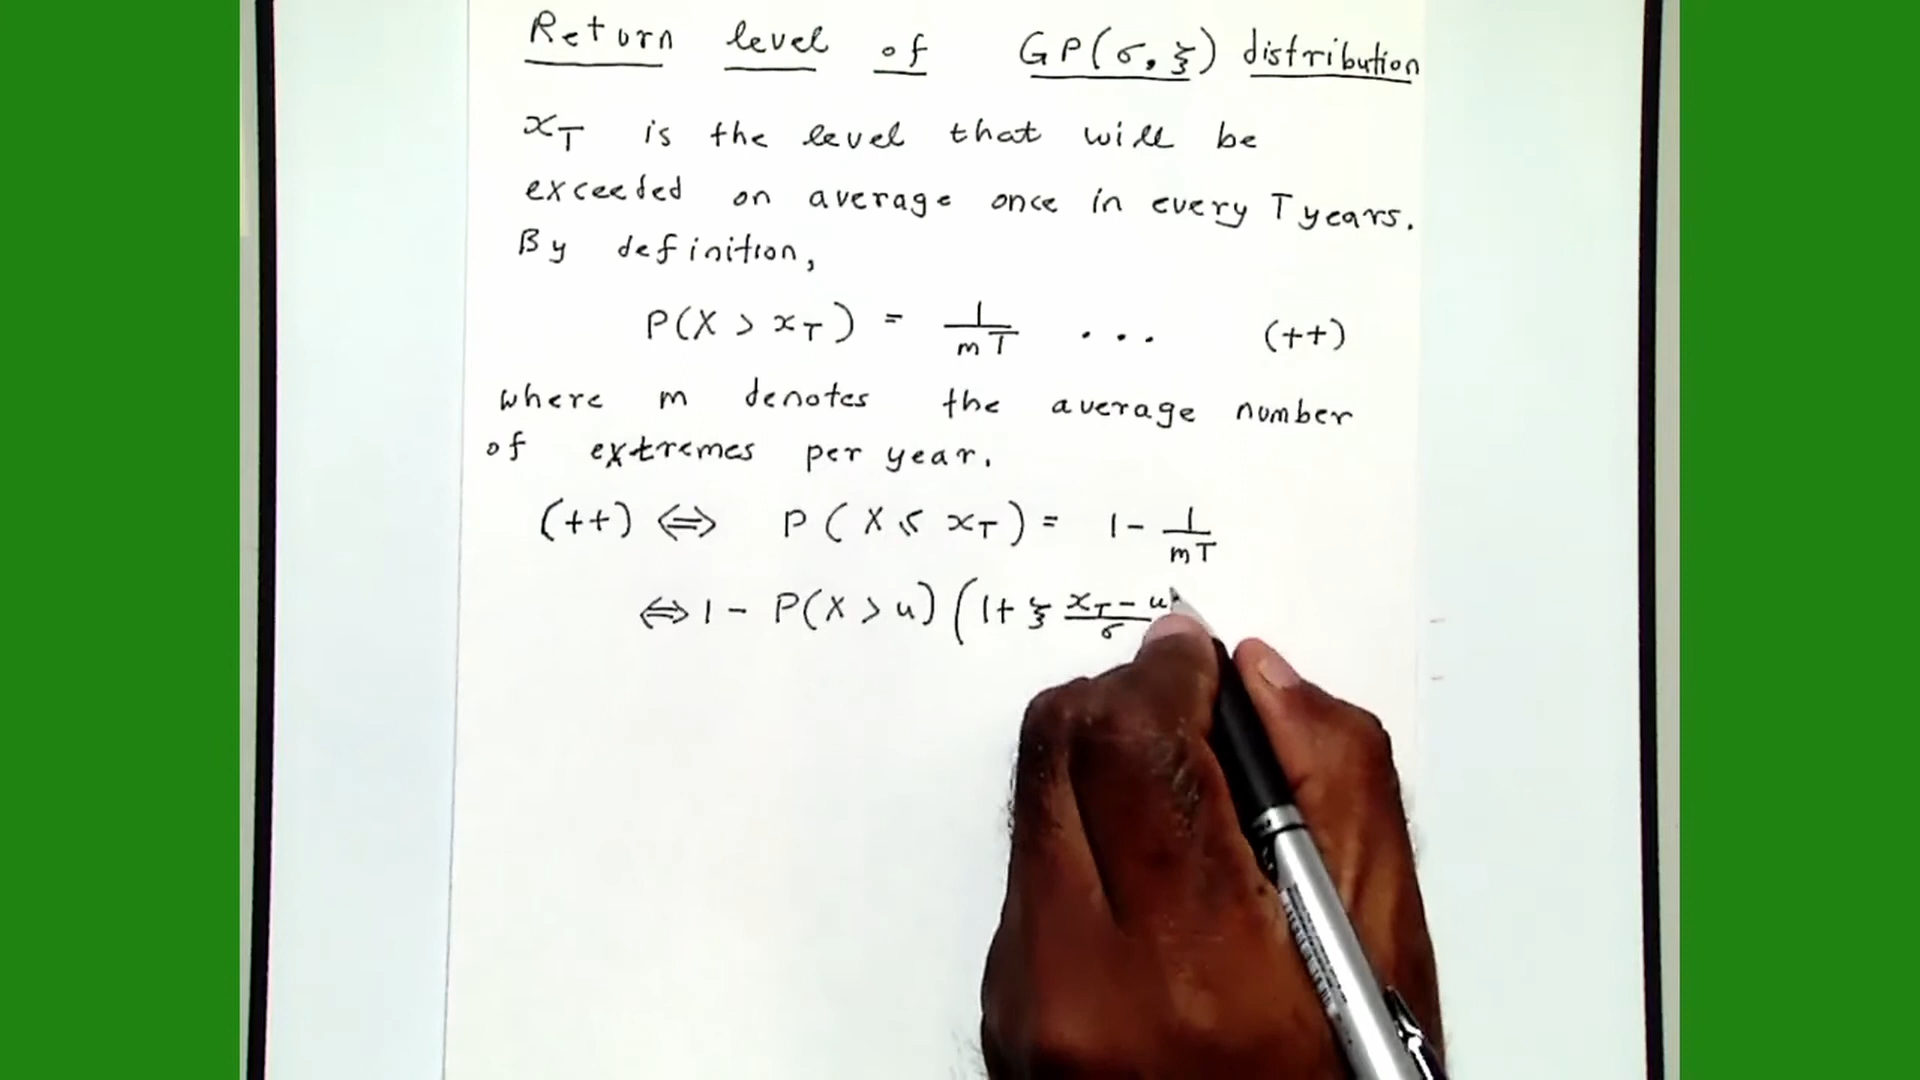 Return level of GP(σ, ξ) distribution
x_T is the level that will be
exceeded on average once in every T years.
By definition,
P(X > x_T) = 1/mT ... (++)
where m denotes the average number
of extremes per year.
(++) ⇔ P(X ≤ x_T) = 1 - 1/mT
⇔ 1 - P(X > u) (1 + ξ (x_T - u)/σ